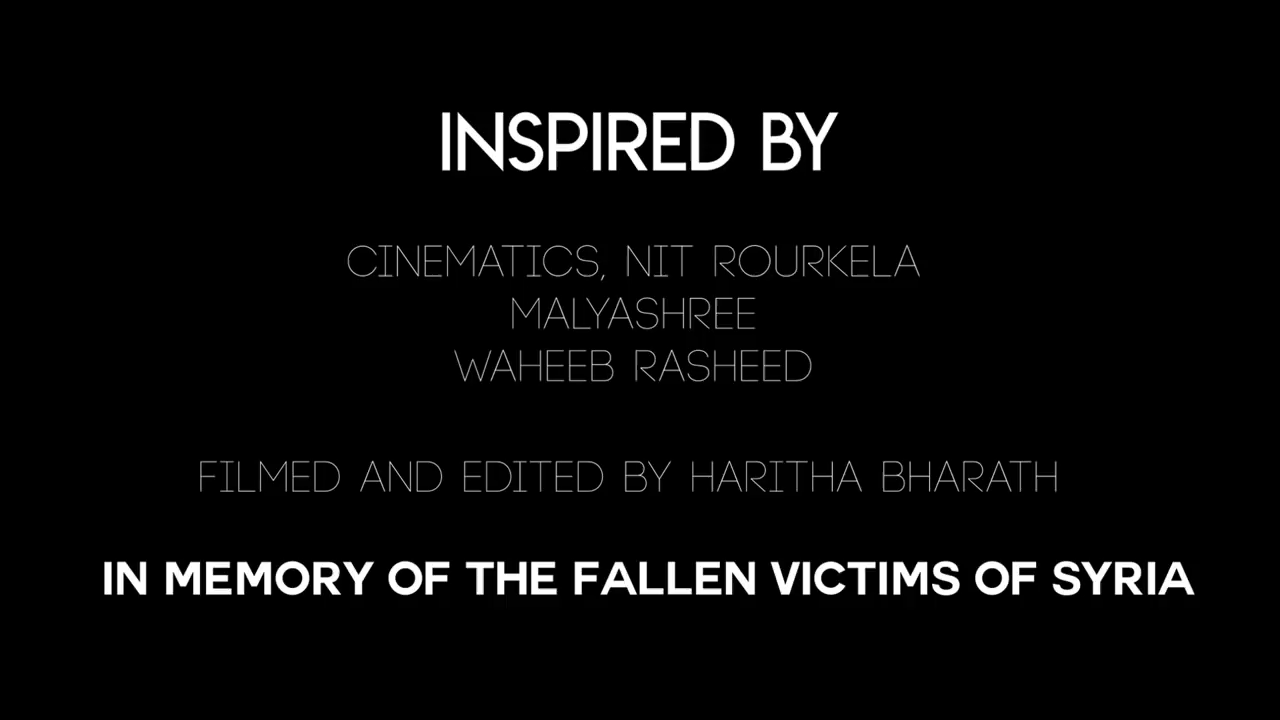 INSPIRED BY
CINEMATICS, NIT ROURKELA
MALYASHREE
WAHEEB RASHEED
FILMED AND EDITED BY HARITHA BHARATH
IN MEMORY OF THE FALLEN VICTIMS OF SYRIA